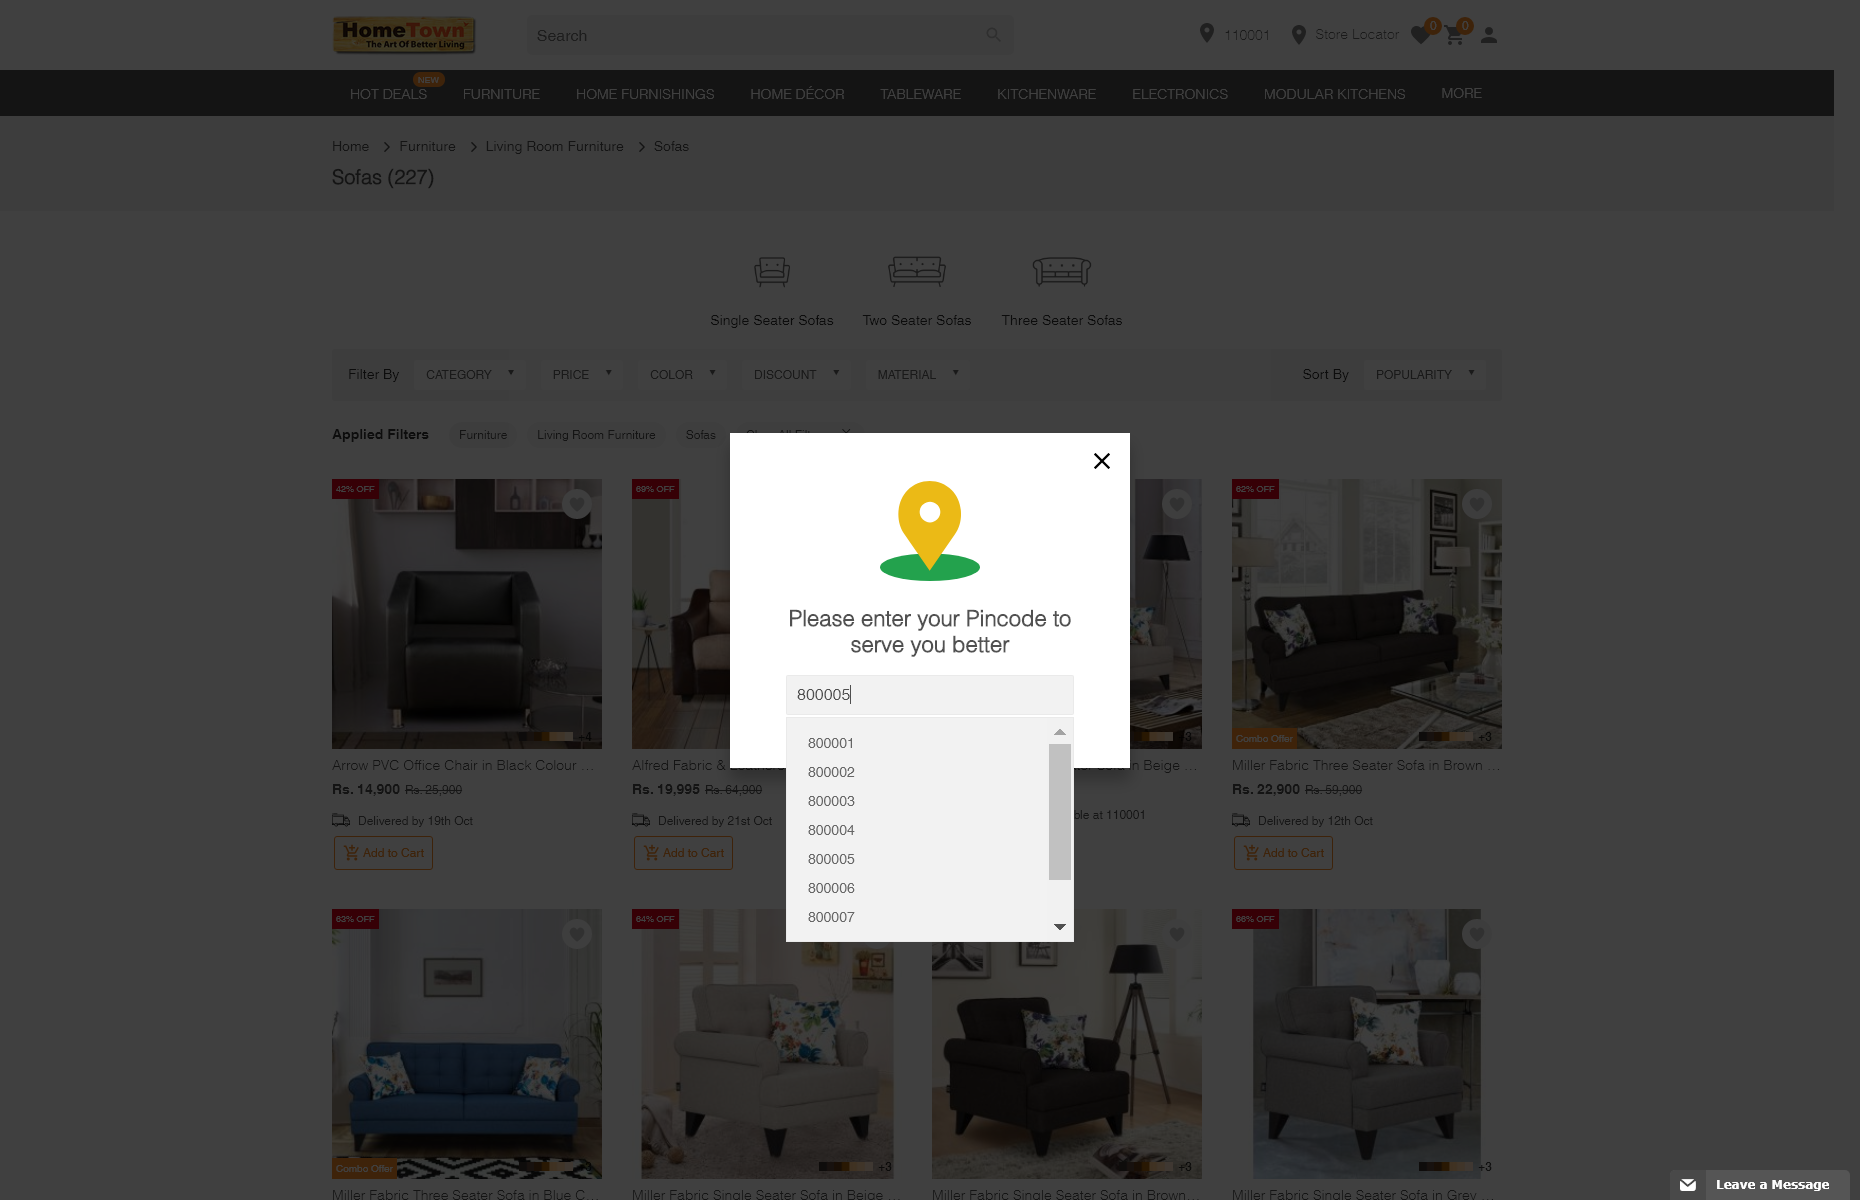 HomeTown
The Art Of Better Living
Search
110001
Store Locator
0
0
NEW
HOT DEALS
FURNITURE
HOME FURNISHINGS
HOME DÉCOR
TABLEWARE
KITCHENWARE
ELECTRONICS
MODULAR KITCHENS
MORE
Home
Furniture
Living Room Furniture
Sofas
Sofas (227)
Single Seater Sofas
Two Seater Sofas
Three Seater Sofas
Filter By
CATEGORY
PRICE
COLOR
DISCOUNT
MATERIAL
Sort By
POPULARITY
Applied Filters
Furniture
Living Room Furniture
Sofas
42% OFF
69% OFF
62% OFF
Please enter your Pincode to
serve you better
800005
800001
800002
800003
800004
800005
800006
800007
+4
+3
Combo Offer
+3
Arrow PVC Office Chair in Black Colour ...
Alfred Fabric &
in Beige ...
Miller Fabric Three Seater Sofa in Brown ...
Rs. 14,900 Rs. 25,900
Rs. 19,995 Rs. 64,900
Rs. 22,900 Rs. 59,900
Delivered by 19th Oct
Delivered by 21st Oct
at 110001
Delivered by 12th Oct
Add to Cart
Add to Cart
Add to Cart
63% OFF
64% OFF
66% OFF
Combo Offer
+3
+3
+3
Miller Fabric Three Seater Sofa in Blue C...
Miller Fabric Single Seater Sofa in Beige ...
Miller Fabric Single Seater Sofa in Brown...
Miller Fabric Single Seater Sofa in Grey ...
Leave a Message